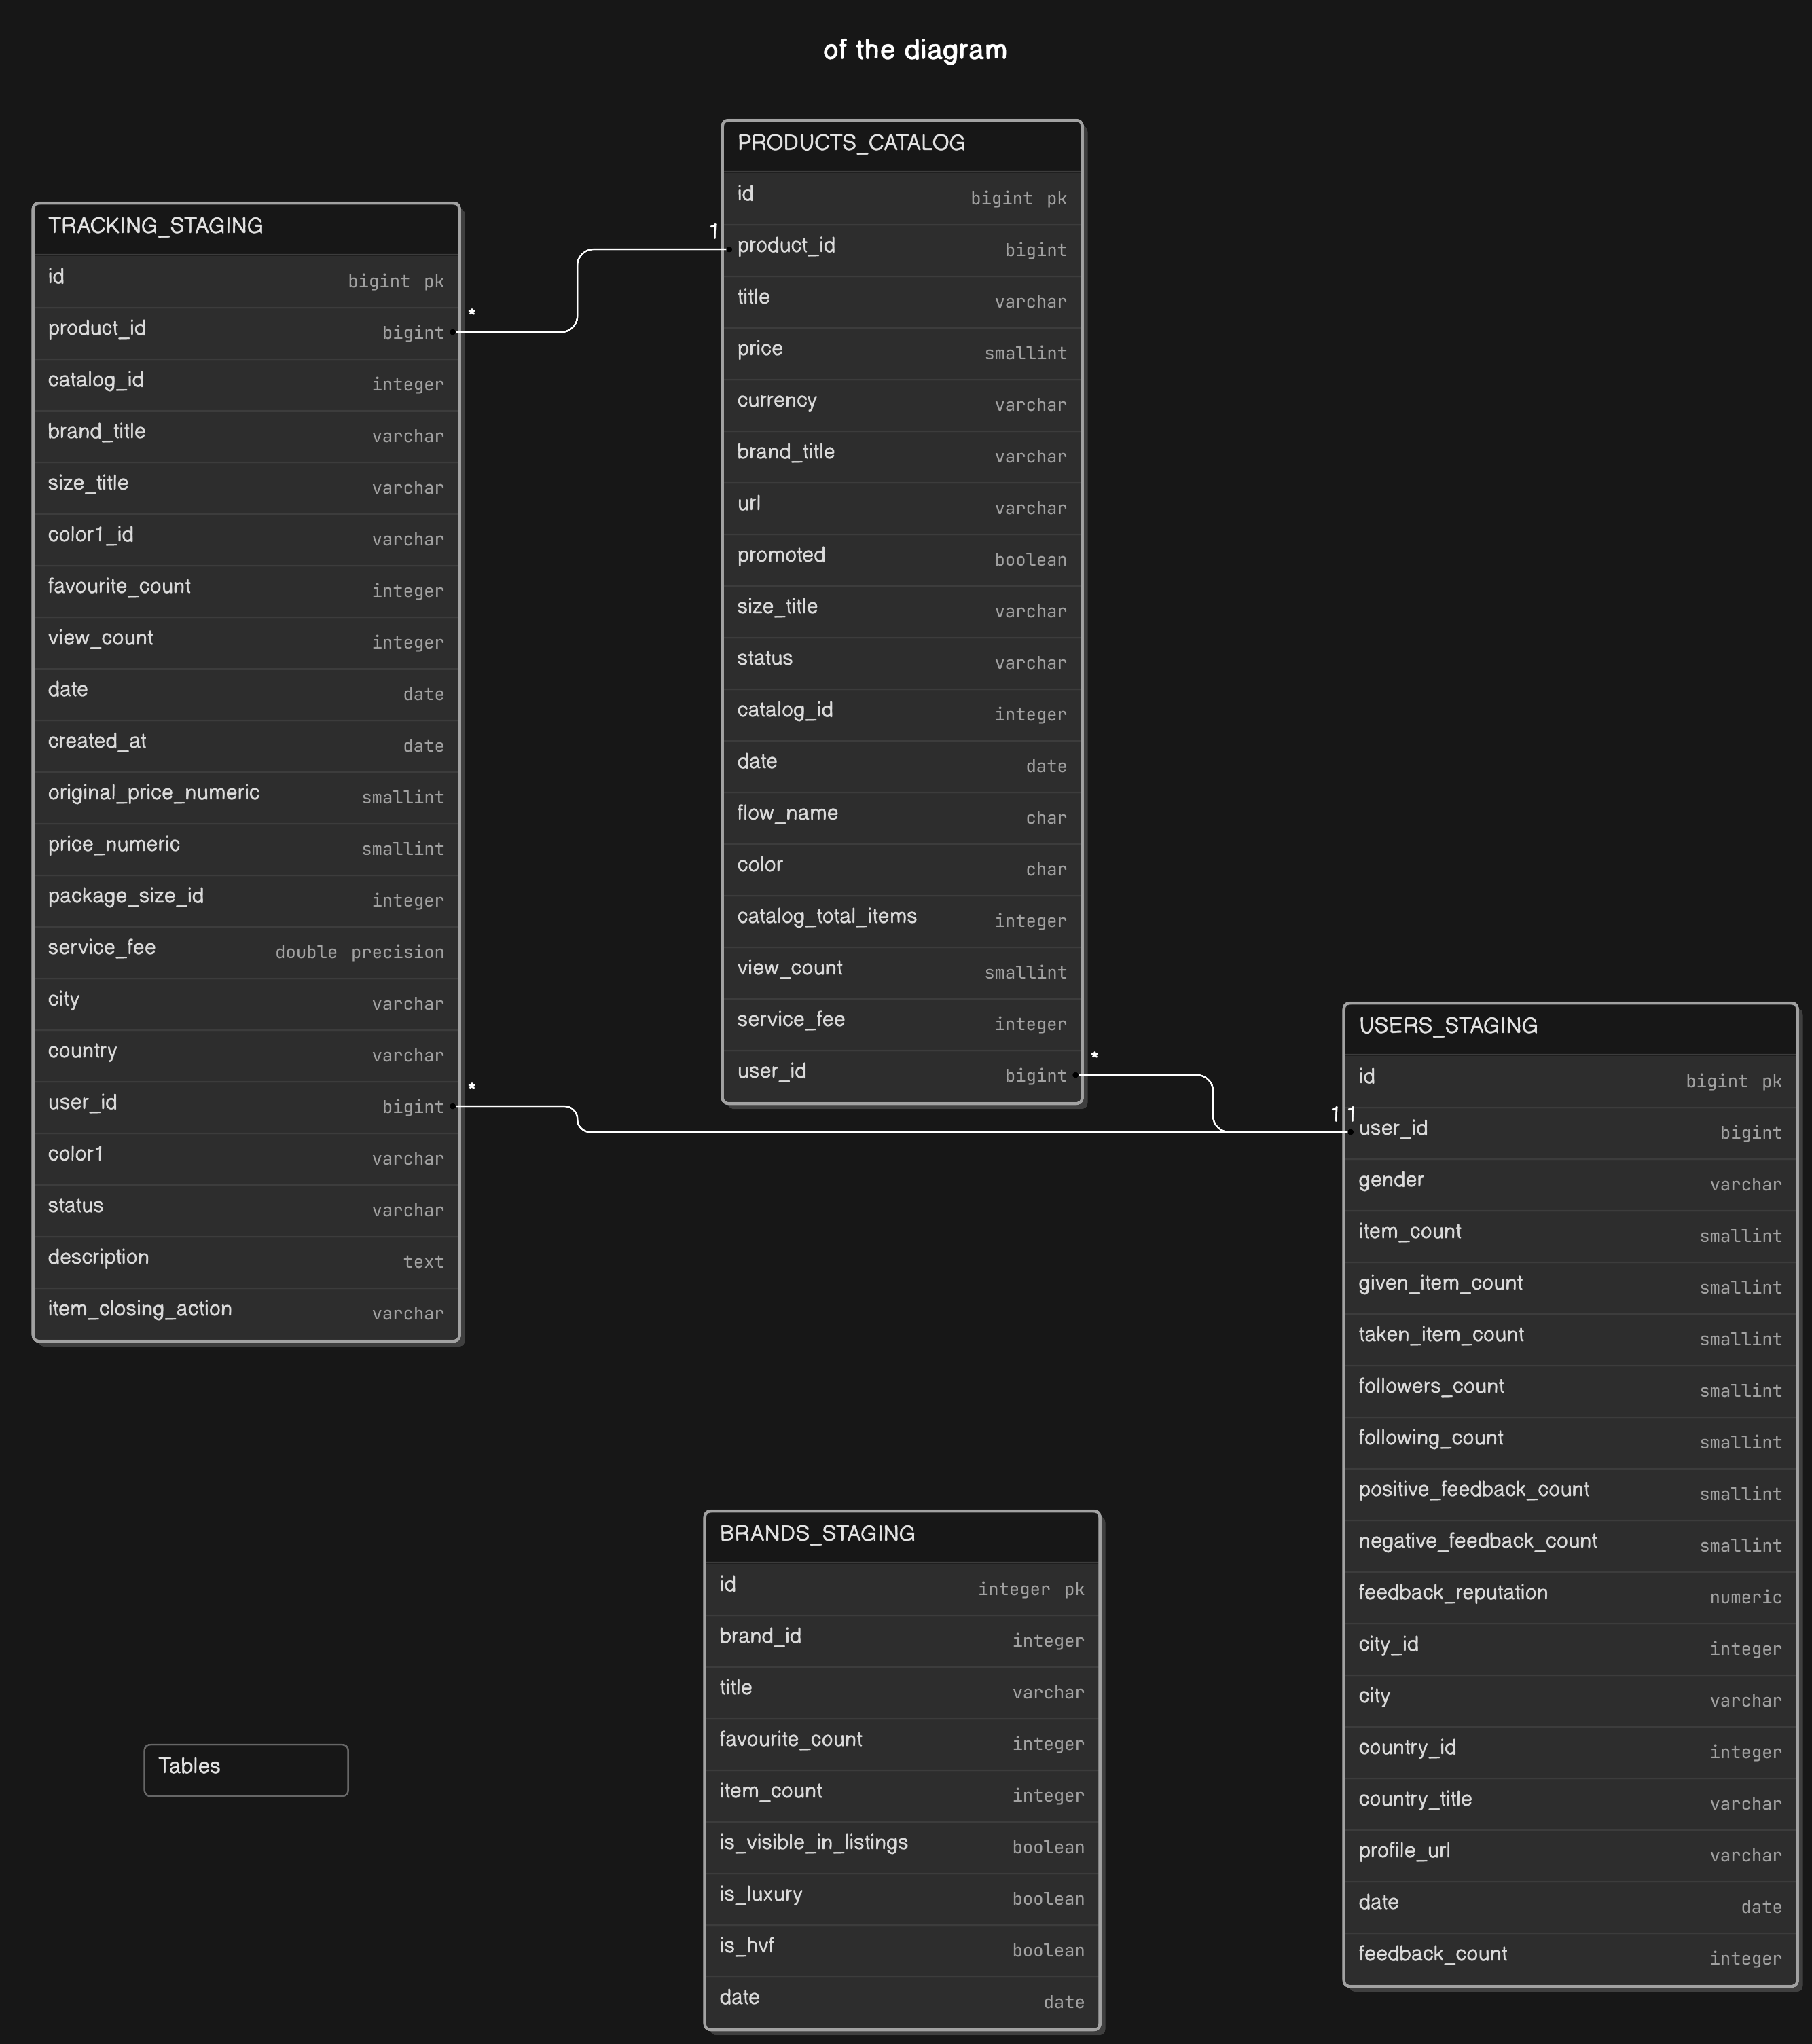 of the diagram
TRACKING_STAGING
id bigint pk
product_id bigint
catalog_id integer
brand_title varchar
size_title varchar
color1_id varchar
favourite_count integer
view_count integer
date date
created_at date
original_price_numeric smallint
price_numeric smallint
package_size_id integer
service_fee double precision
city varchar
country varchar
user_id bigint
color1 varchar
status varchar
description text
item_closing_action varchar
*
*
1
PRODUCTS_CATALOG
id bigint pk
product_id bigint
title varchar
price smallint
currency varchar
brand_title varchar
url varchar
promoted boolean
size_title varchar
status varchar
catalog_id integer
date date
flow_name char
color char
catalog_total_items integer
view_count smallint
service_fee integer
user_id bigint
*
1 1
USERS_STAGING
id bigint pk
user_id bigint
gender varchar
item_count smallint
given_item_count smallint
taken_item_count smallint
followers_count smallint
following_count smallint
positive_feedback_count smallint
negative_feedback_count smallint
feedback_reputation numeric
city_id integer
city varchar
country_id integer
country_title varchar
profile_url varchar
date date
feedback_count integer
BRANDS_STAGING
id integer pk
brand_id integer
title varchar
favourite_count integer
item_count integer
is_visible_in_listings boolean
is_luxury boolean
is_hvf boolean
date date
Tables